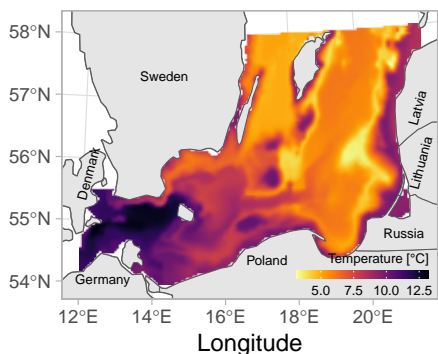 58°N
57°N
56°N
55°N
54°N
Sweden
Denmark
Latvia
Lithuania
Russia
Poland
Germany
Temperature [°C]
5.0 7.5 10.0 12.5
12°E 14°E 16°E 18°E 20°E
Longitude